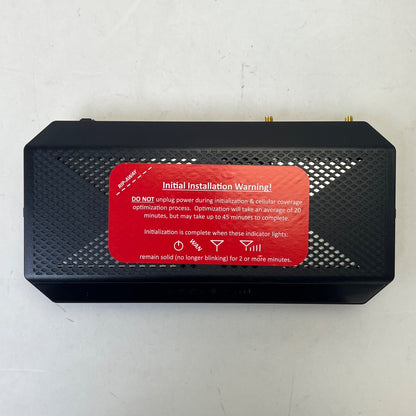 RIP-AWAY
Initial Installation Warning!
DO NOT unplug power during initialization & cellular coverage
optimization process. Optimization will take an average of 20
minutes, but may take up to 45 minutes to complete.
Initialization is complete when these indicator lights:
WAN
remain solid (no longer blinking) for 2 or more minutes.